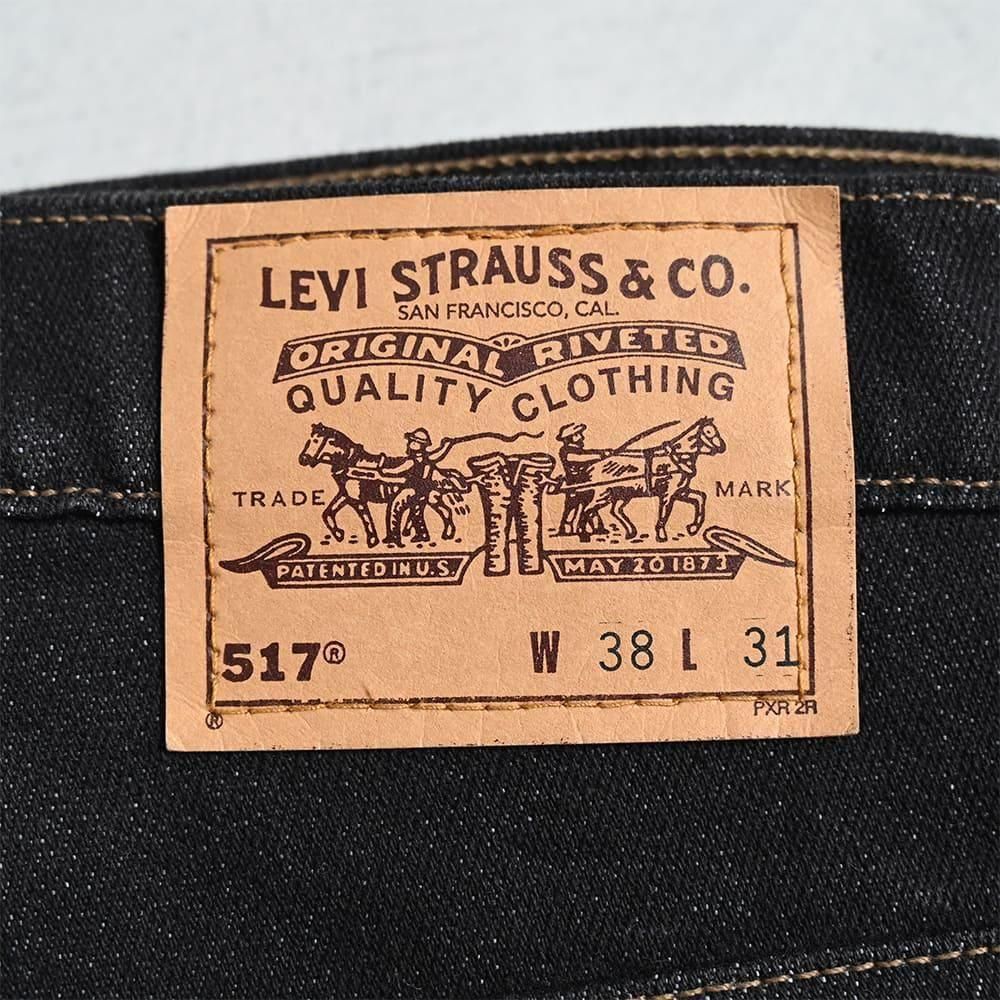 LEVI STRAUSS & CO.
SAN FRANCISCO, CAL.
ORIGINAL RIVETED
QUALITY CLOTHING
TRADE MARK
PATENTED IN U.S. MAY 20 1873
517® W 38 L 31
® PXR 2R